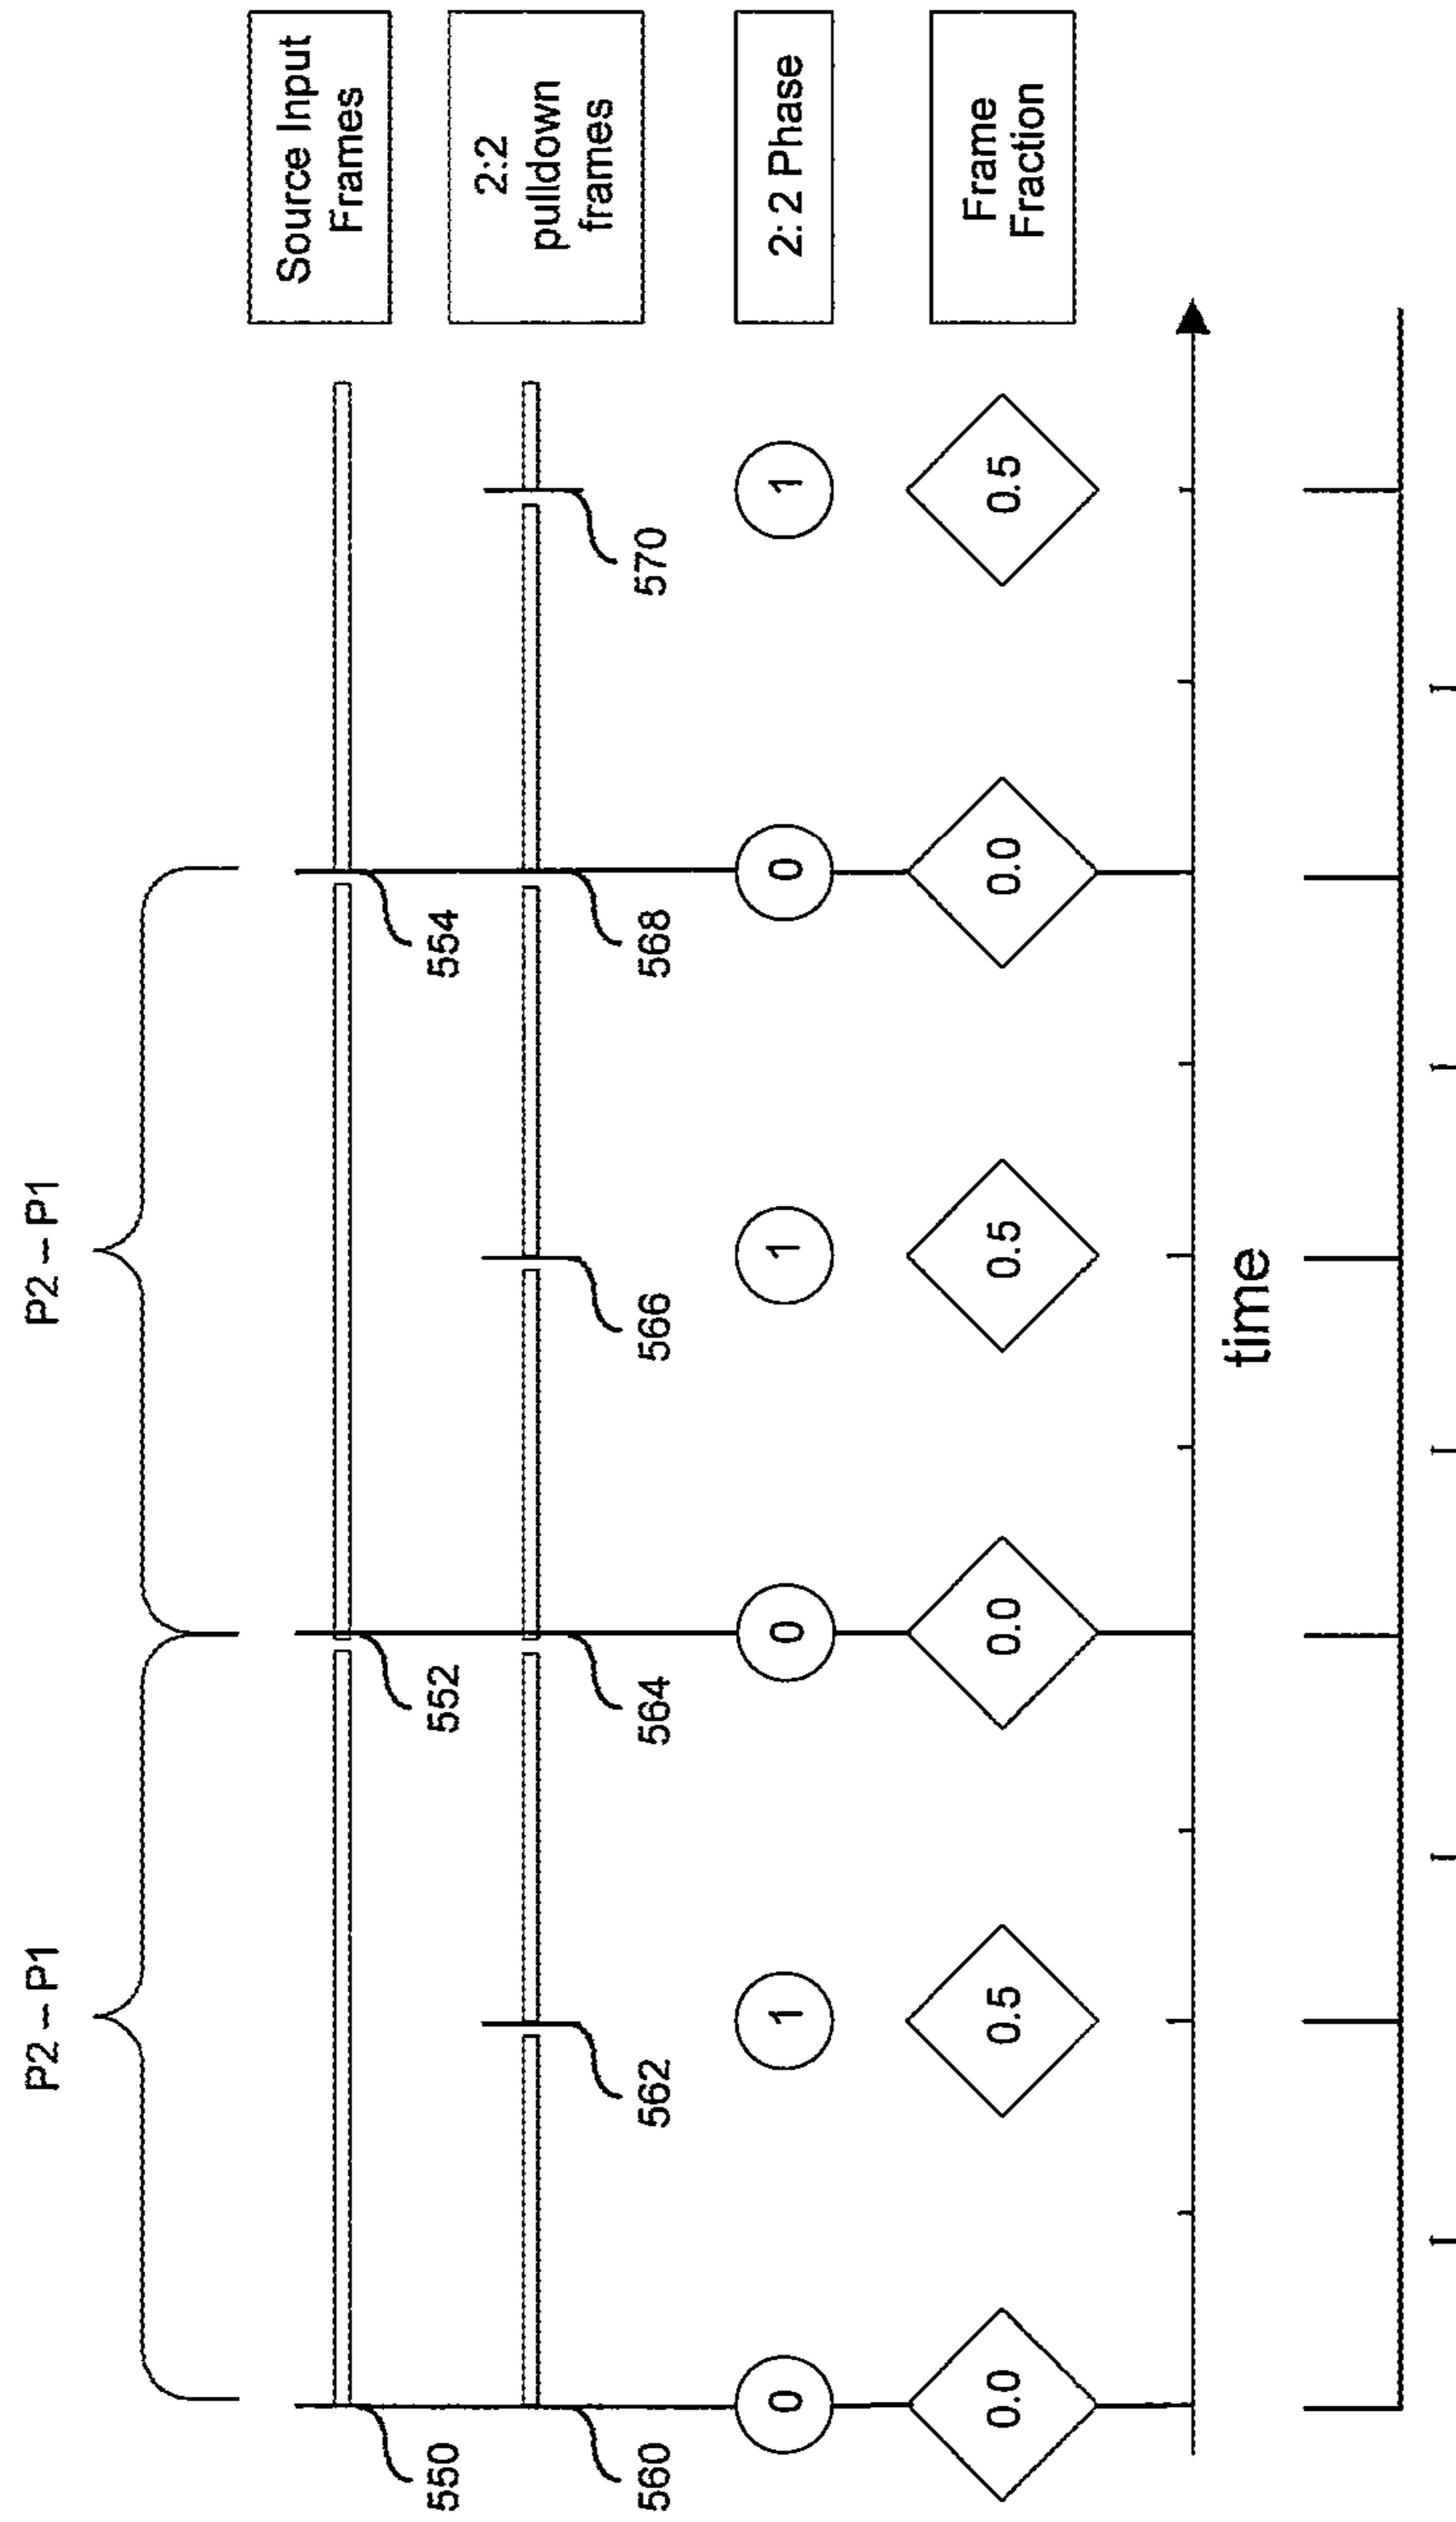 P2 – P1
P2 – P1
Source Input
Frames
550
552
554
2:2
pulldown
frames
560
562
564
566
568
570
0
1
0
1
0
1
2: 2 Phase
0.0
0.5
0.0
0.5
0.0
0.5
Frame
Fraction
time